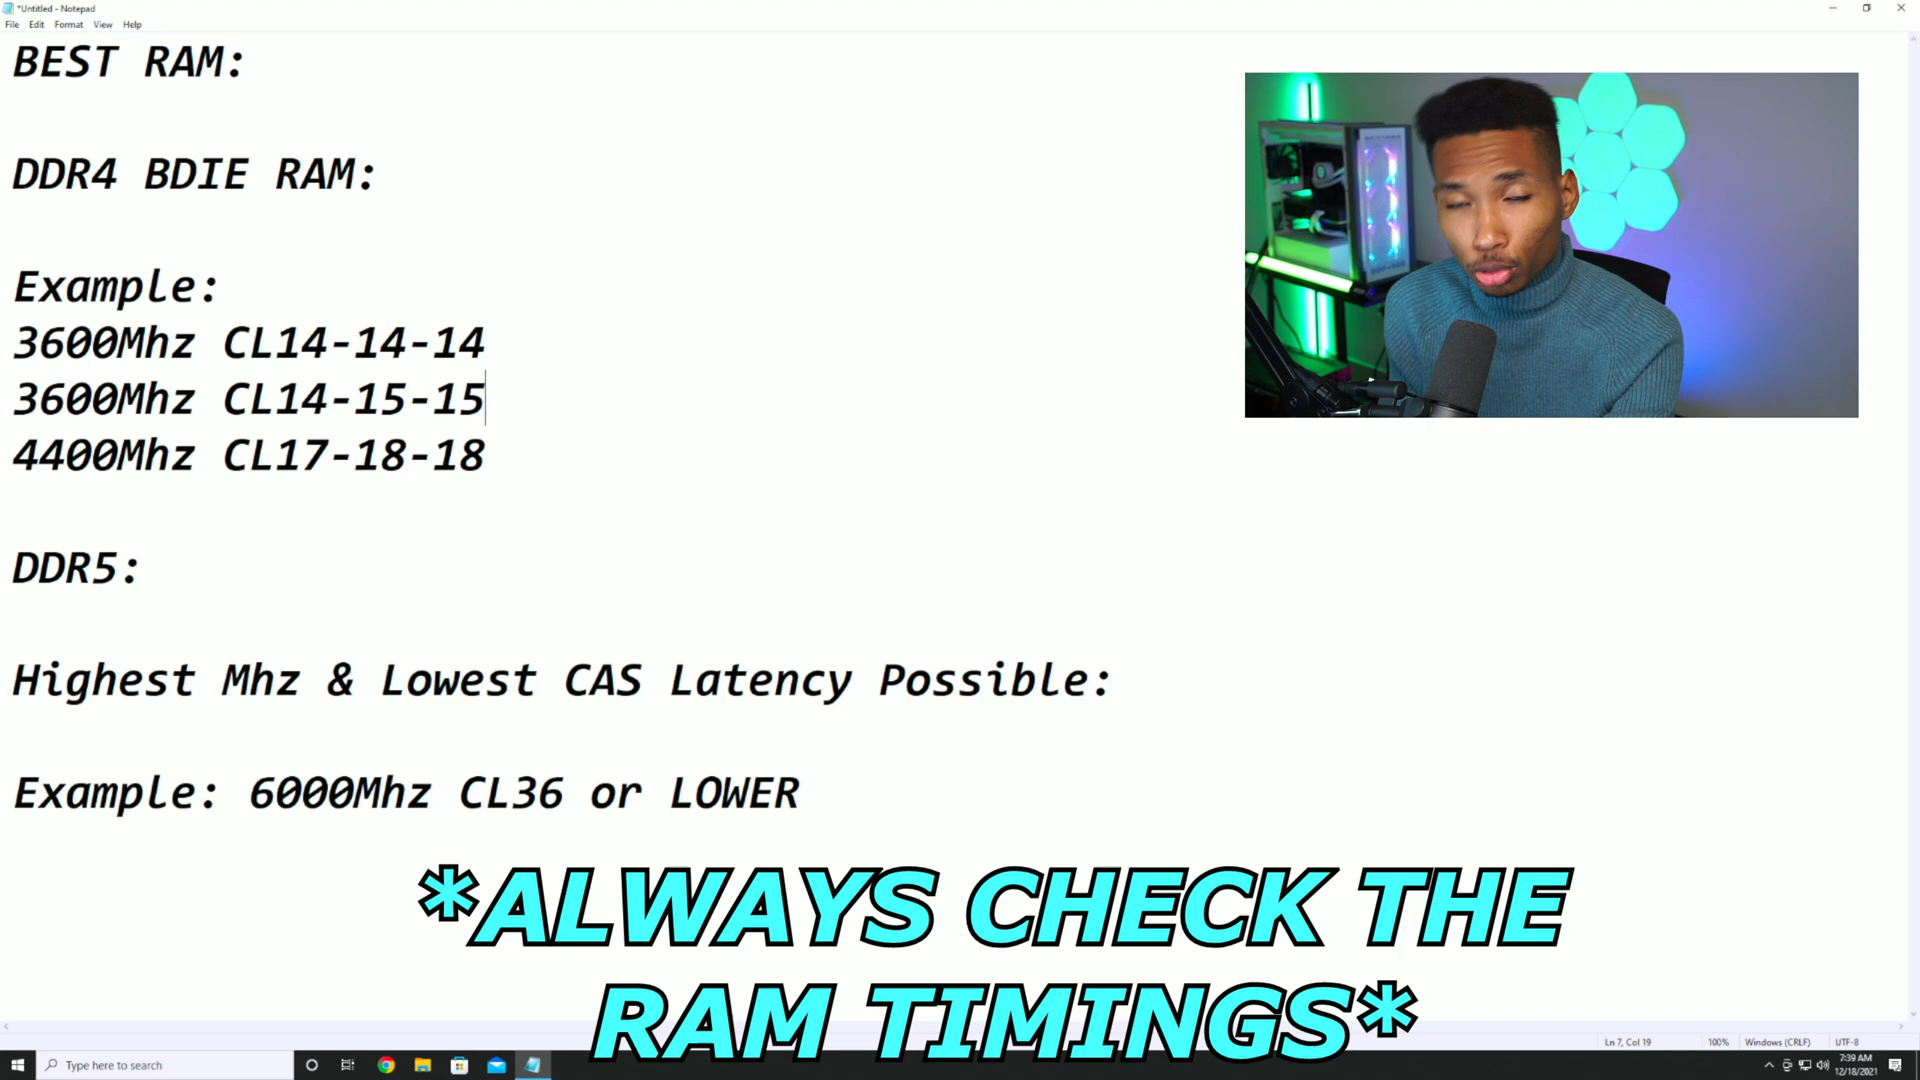 *Untitled - Notepad
File Edit Format View Help
BEST RAM:
DDR4 BDIE RAM:
Example:
3600Mhz CL14-14-14
3600Mhz CL14-15-15
4400Mhz CL17-18-18
DDR5:
Highest Mhz & Lowest CAS Latency Possible:
Example: 6000Mhz CL36 or LOWER
*ALWAYS CHECK THE
RAM TIMINGS*
Ln 7, Col 19 100% Windows (CRLF) UTF-8
Type here to search
7:39 AM
12/18/2021